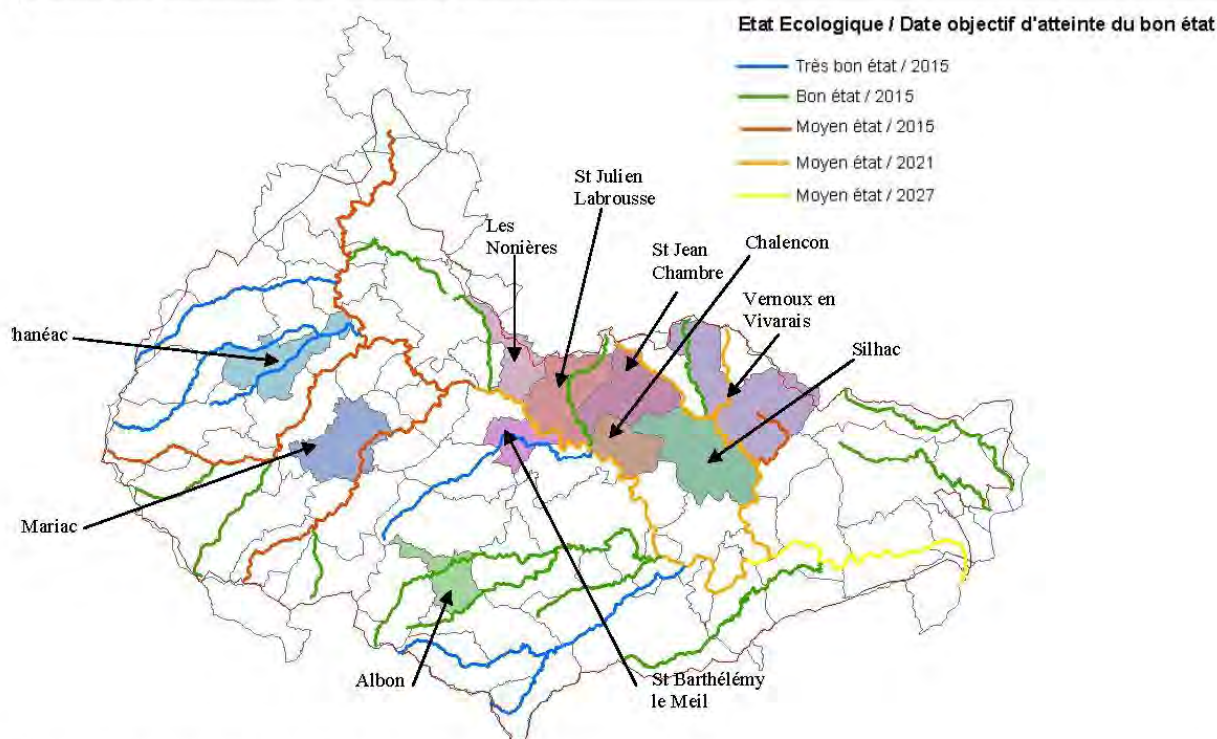 Etat Ecologique / Date objectif d'atteinte du bon état
Très bon état / 2015
Bon état / 2015
Moyen état / 2015
Moyen état / 2021
Moyen état / 2027
St Julien
Labrousse
Les
Nonières
St Jean
Chambre
Chalencon
Vernoux en
Vivarais
Silhac
hanéac
Mariac
Albon
St Barthélémy
le Meil